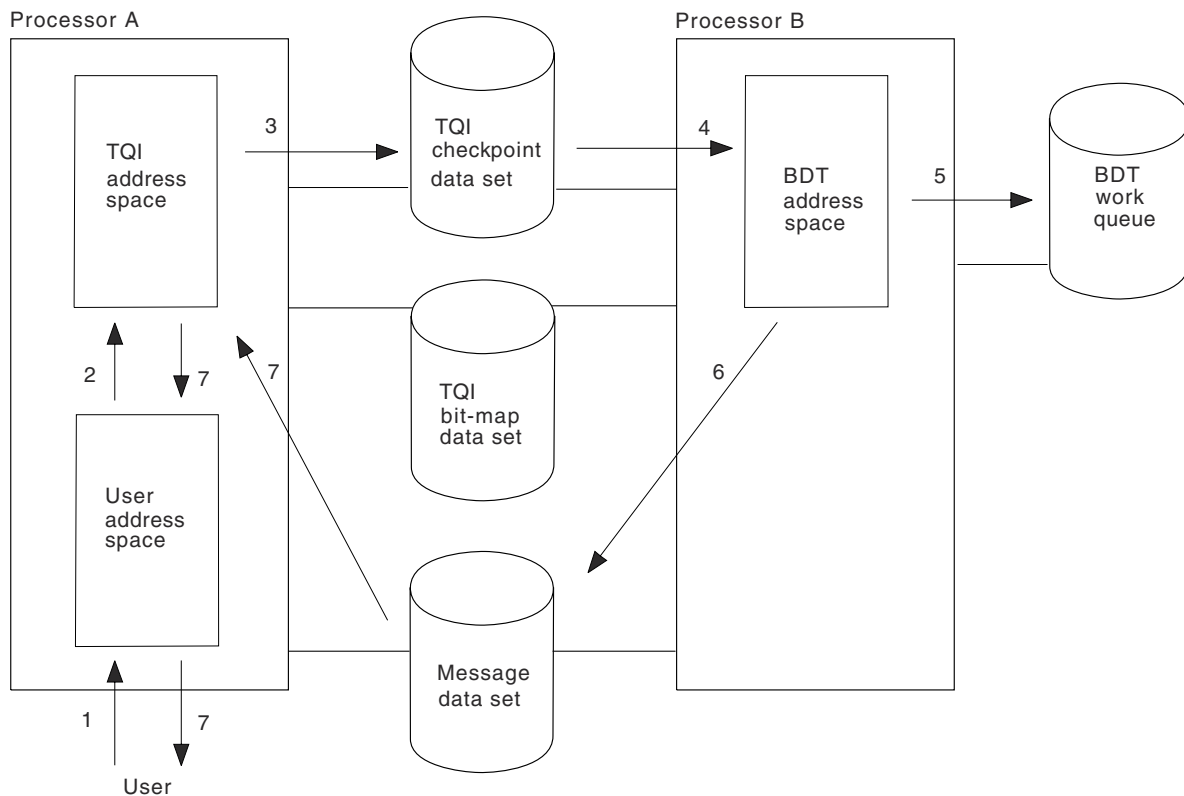 Processor A
Processor B
TQI
address
space
3
TQI
checkpoint
data set
4
BDT
address
space
5
BDT
work
queue
2
7
7
6
TQI
bit-map
data set
User
address
space
Message
data set
1
7
User